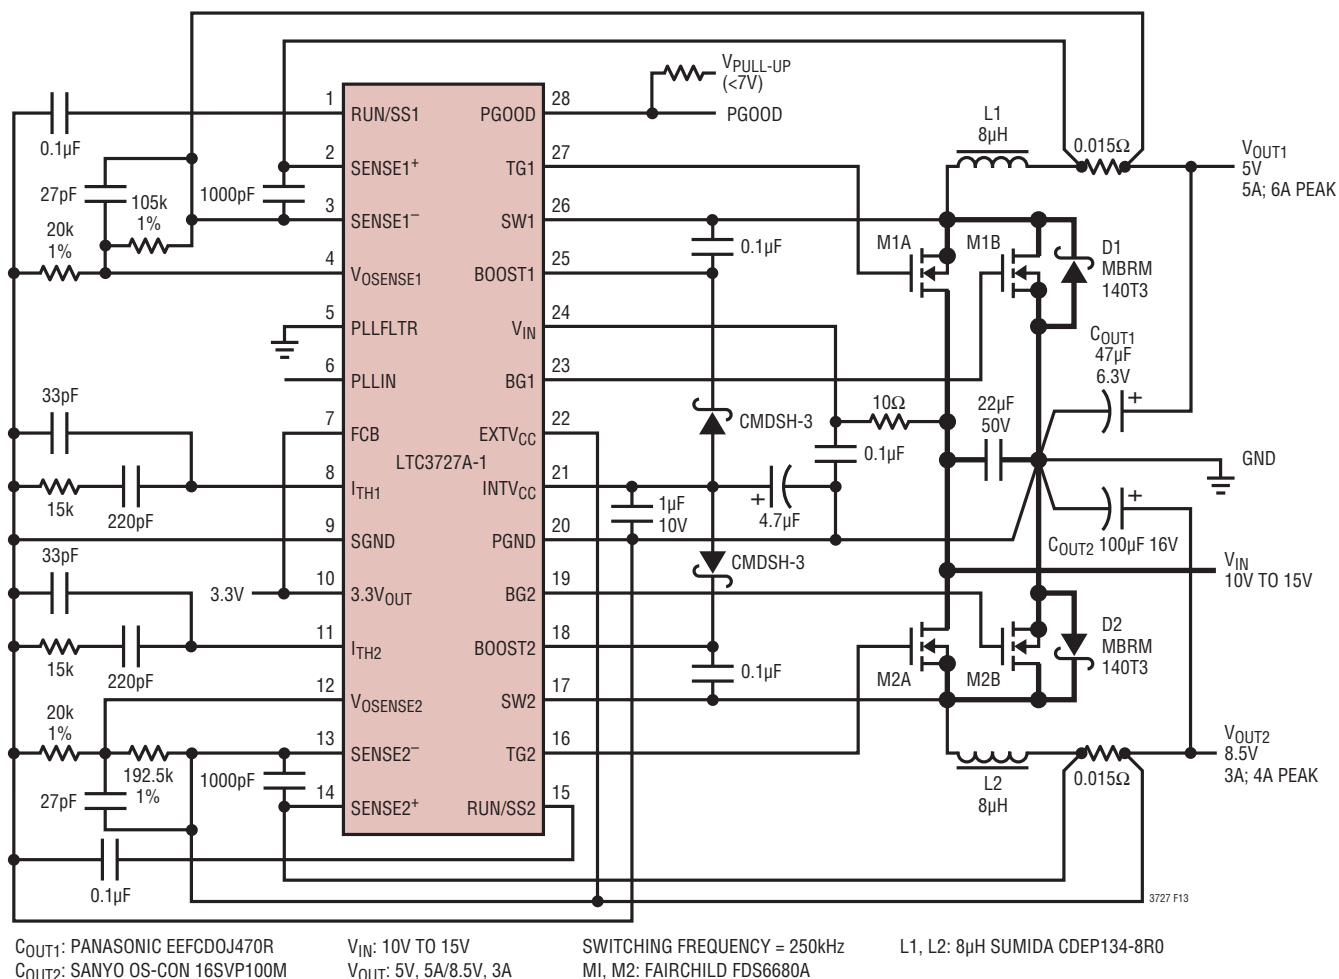 V_PULL-UP
(<7V)
PGOOD
0.1µF
27pF
105k
1%
20k
1%
1000pF
1
RUN/SS1
2
SENSE1+
3
SENSE1−
4
V_OSENSE1
5
PLLFLTR
6
PLLIN
7
FCB
8
I_TH1
9
SGND
10
3.3V_OUT
11
I_TH2
12
V_OSENSE2
13
SENSE2−
14
SENSE2+
LTC3727A-1
28
PGOOD
27
TG1
26
SW1
25
BOOST1
24
V_IN
23
BG1
22
EXTV_CC
21
INTV_CC
20
PGND
19
BG2
18
BOOST2
17
SW2
16
TG2
15
RUN/SS2
33pF
15k
220pF
33pF
3.3V
15k
220pF
20k
1%
192.5k
1%
27pF
1000pF
0.1µF
L1
8µH
0.015Ω
V_OUT1
5V
5A; 6A PEAK
0.1µF
M1A
M1B
D1
MBRM
140T3
C_OUT1
47µF
6.3V
+
CMDSH-3
10Ω
22µF
50V
0.1µF
GND
1µF
10V
+
4.7µF
+
C_OUT2 100µF 16V
CMDSH-3
V_IN
10V TO 15V
D2
MBRM
140T3
0.1µF
M2A
M2B
V_OUT2
8.5V
3A; 4A PEAK
0.015Ω
L2
8µH
3727 F13
C_OUT1: PANASONIC EEFCDOJ470R
C_OUT2: SANYO OS-CON 16SVP100M
V_IN: 10V TO 15V
V_OUT: 5V, 5A/8.5V, 3A
SWITCHING FREQUENCY = 250kHz
MI, M2: FAIRCHILD FDS6680A
L1, L2: 8µH SUMIDA CDEP134-8R0